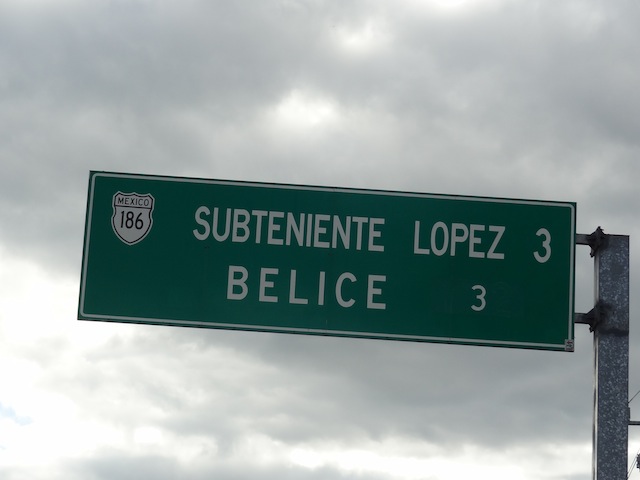 MEXICO
186
SUBTENIENTE LOPEZ 3
BELICE 3